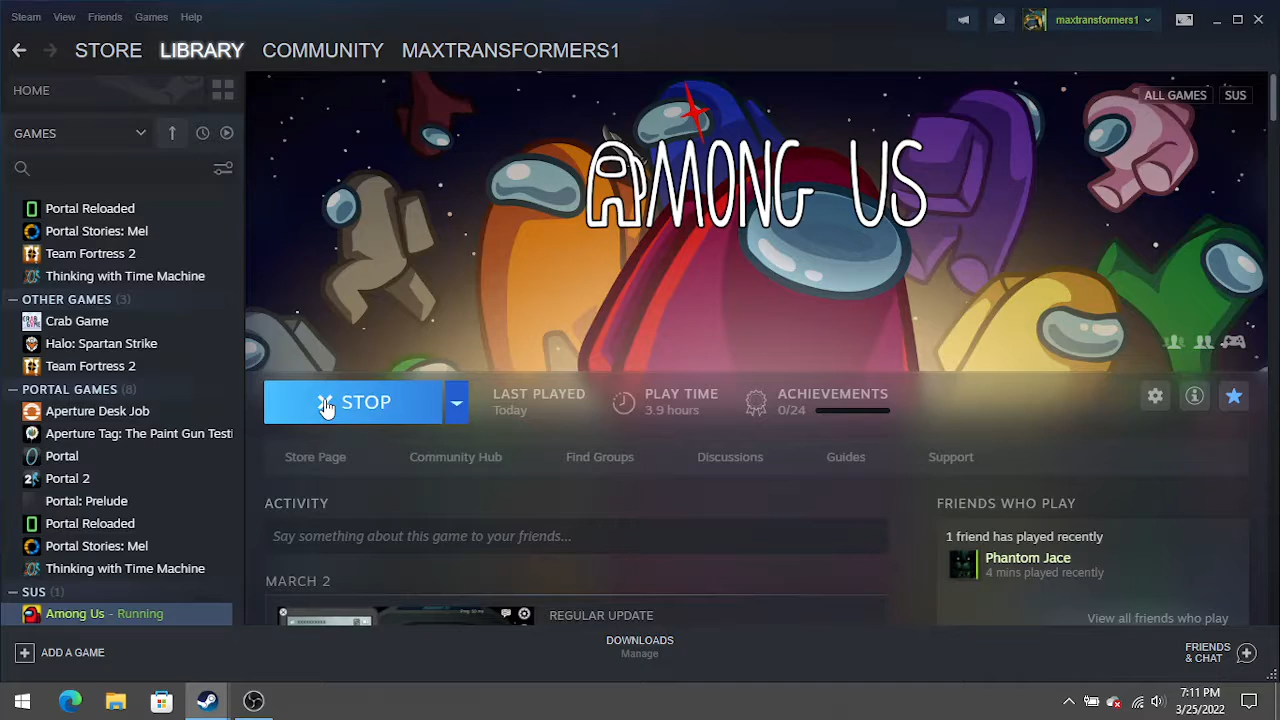 Steam View Friends Games Help
maxtransformers1
STORE LIBRARY COMMUNITY MAXTRANSFORMERS1
HOME
GAMES
Portal Reloaded
Portal Stories: Mel
Team Fortress 2
Thinking with Time Machine
OTHER GAMES (3)
Crab Game
Halo: Spartan Strike
Team Fortress 2
PORTAL GAMES (8)
Aperture Desk Job
Aperture Tag: The Paint Gun Testi
Portal
Portal 2
Portal: Prelude
Portal Reloaded
Portal Stories: Mel
Thinking with Time Machine
SUS (1)
Among Us - Running
ALL GAMES SUS
AMONG US
STOP
LAST PLAYED
Today
PLAY TIME
3.9 hours
ACHIEVEMENTS
0/24
Store Page Community Hub Find Groups Discussions Guides Support
ACTIVITY
Say something about this game to your friends...
MARCH 2
REGULAR UPDATE
FRIENDS WHO PLAY
1 friend has played recently
Phantom Jace
4 mins played recently
View all friends who play
ADD A GAME
DOWNLOADS
Manage
FRIENDS
& CHAT
7:11 PM
3/25/2022